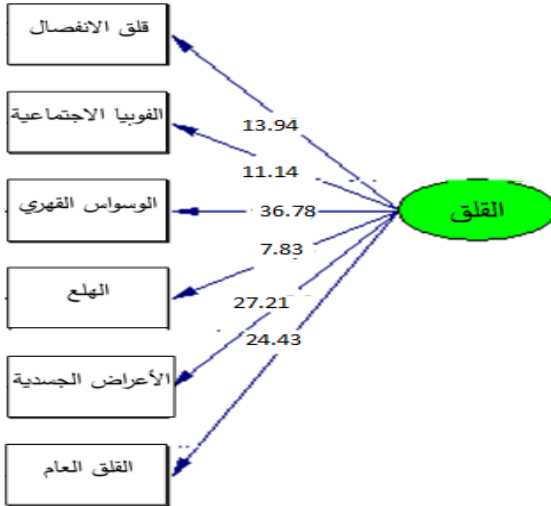 قلق الانفصال
الفوبيا الاجتماعية
الوسواس القهري
الهلع
الأعراض الجسدية
القلق العام
13.94
11.14
36.78
7.83
27.21
24.43
القلق